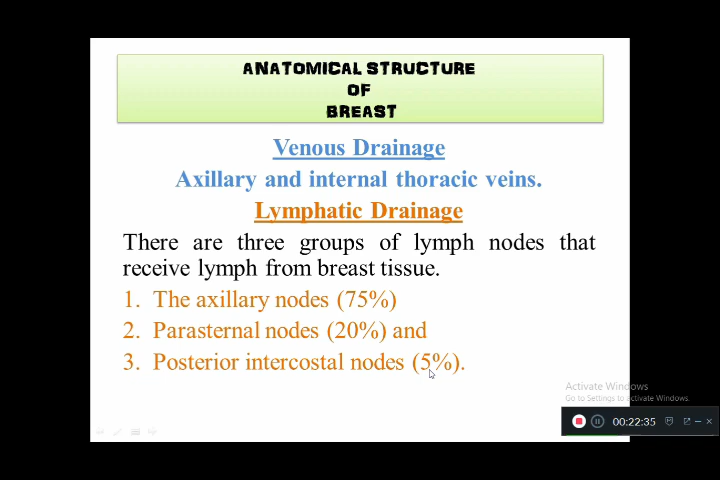 ANATOMICAL STRUCTURE
OF
BREAST
Venous Drainage
Axillary and internal thoracic veins.
Lymphatic Drainage
There are three groups of lymph nodes that
receive lymph from breast tissue.
1. The axillary nodes (75%)
2. Parasternal nodes (20%) and
3. Posterior intercostal nodes (5%).
Activate Windows
Go to Settings to activate Windows.
00:22:35